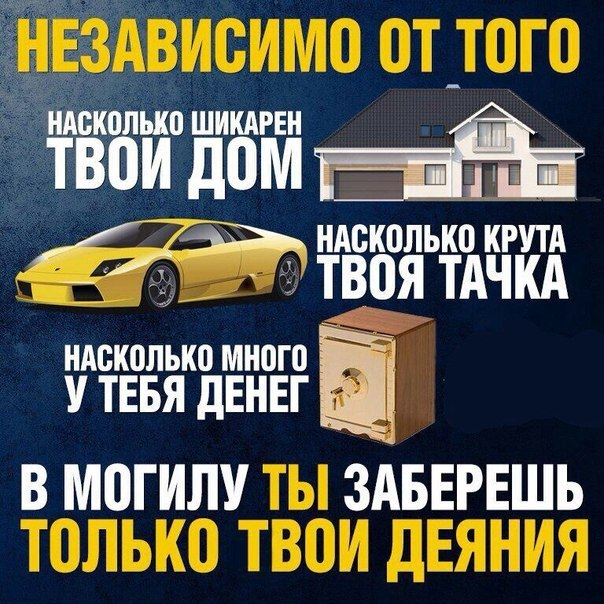 НЕЗАВИСИМО ОТ ТОГО
НАСКОЛЬКО ШИКАРЕН
ТВОЙ ДОМ
НАСКОЛЬКО КРУТА
ТВОЯ ТАЧКА
НАСКОЛЬКО МНОГО
У ТЕБЯ ДЕНЕГ
В МОГИЛУ ТЫ ЗАБЕРЕШЬ
ТОЛЬКО ТВОИ ДЕЯНИЯ